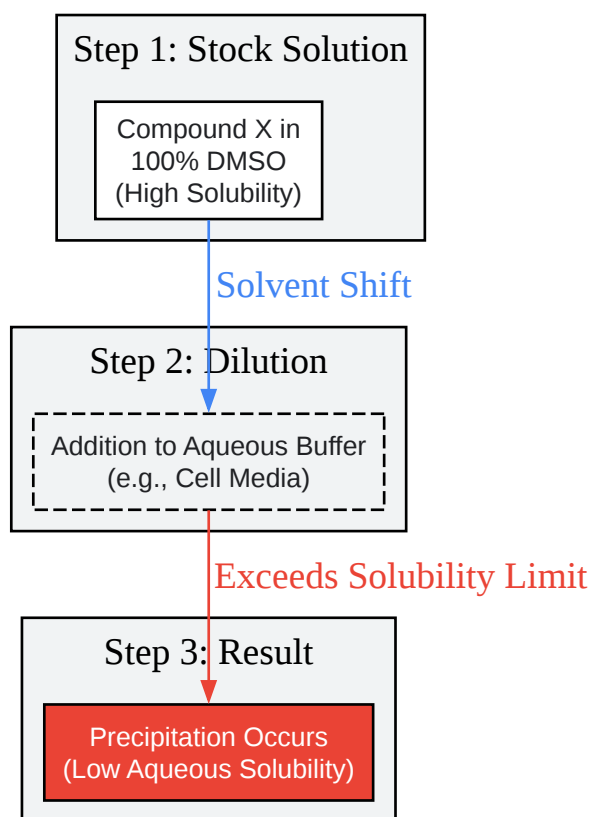 Step 1: Stock Solution
Compound X in
100% DMSO
(High Solubility)
Solvent Shift
Step 2: Dilution
Addition to Aqueous Buffer
(e.g., Cell Media)
Exceeds Solubility Limit
Step 3: Result
Precipitation Occurs
(Low Aqueous Solubility)